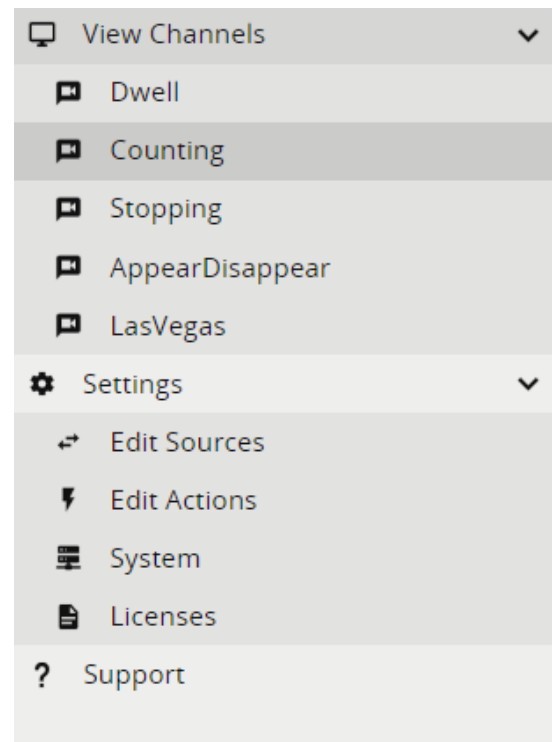 View Channels
Dwell
Counting
Stopping
AppearDisappear
LasVegas
Settings
Edit Sources
Edit Actions
System
Licenses
? Support